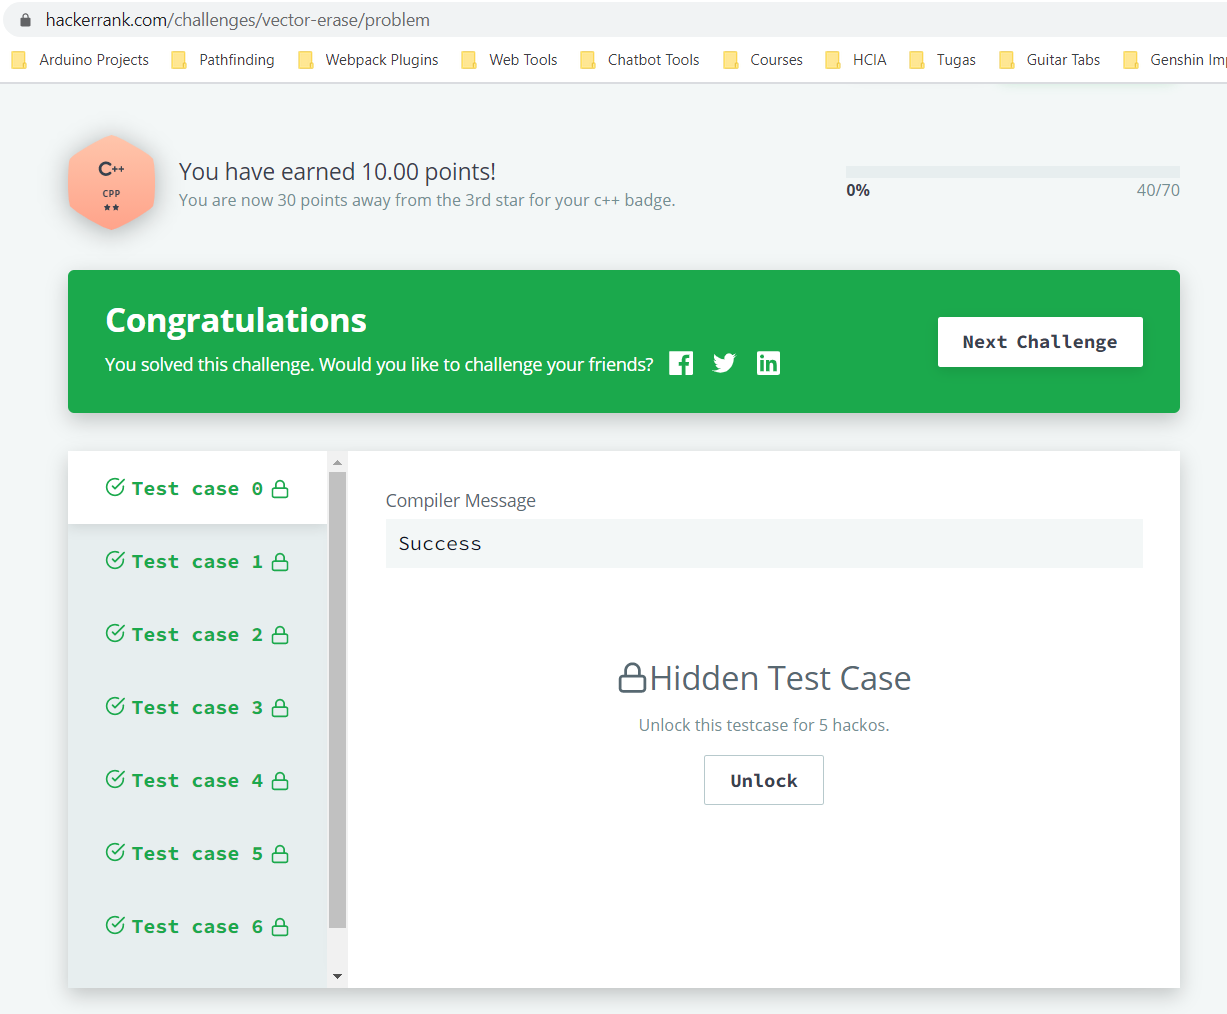 hackerrank.com/challenges/vector-erase/problem
Arduino Projects Pathfinding Webpack Plugins Web Tools Chatbot Tools Courses HCIA Tugas Guitar Tabs Genshin Imp
C++
CPP
You have earned 10.00 points!
You are now 30 points away from the 3rd star for your c++ badge.
0% 40/70
Congratulations
You solved this challenge. Would you like to challenge your friends?
Next Challenge
Test case 0
Test case 1
Test case 2
Test case 3
Test case 4
Test case 5
Test case 6
Compiler Message
Success
Hidden Test Case
Unlock this testcase for 5 hackos.
Unlock